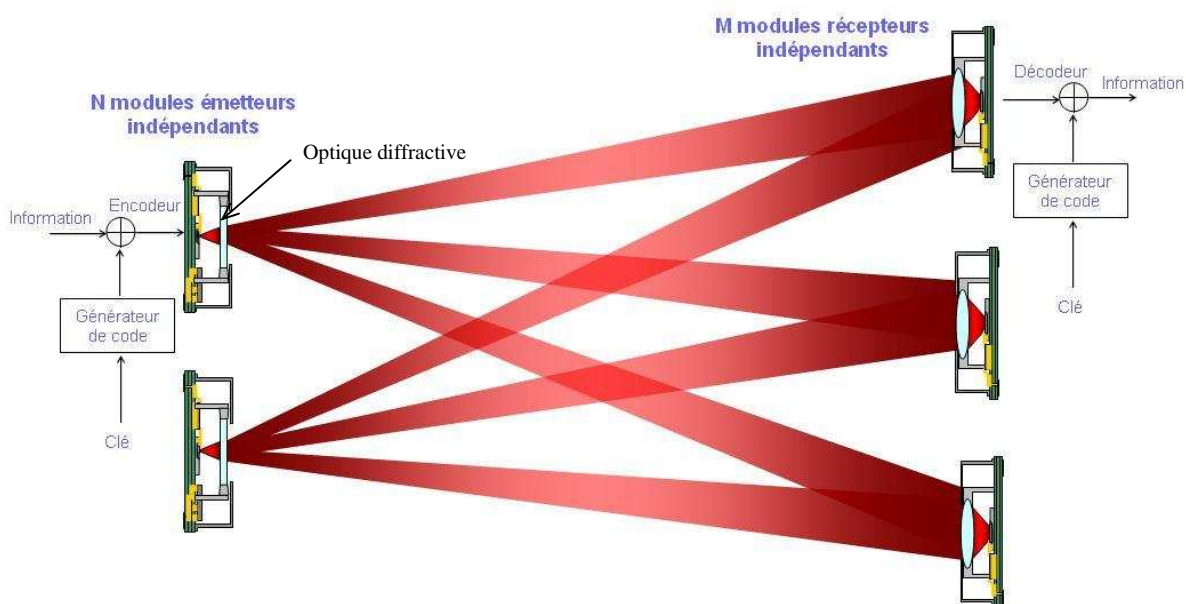 M modules récepteurs
indépendants
Décodeur
Information
N modules émetteurs
indépendants
Optique diffractive
Générateur
de code
Information
Encodeur
Clé
Générateur
de code
Clé